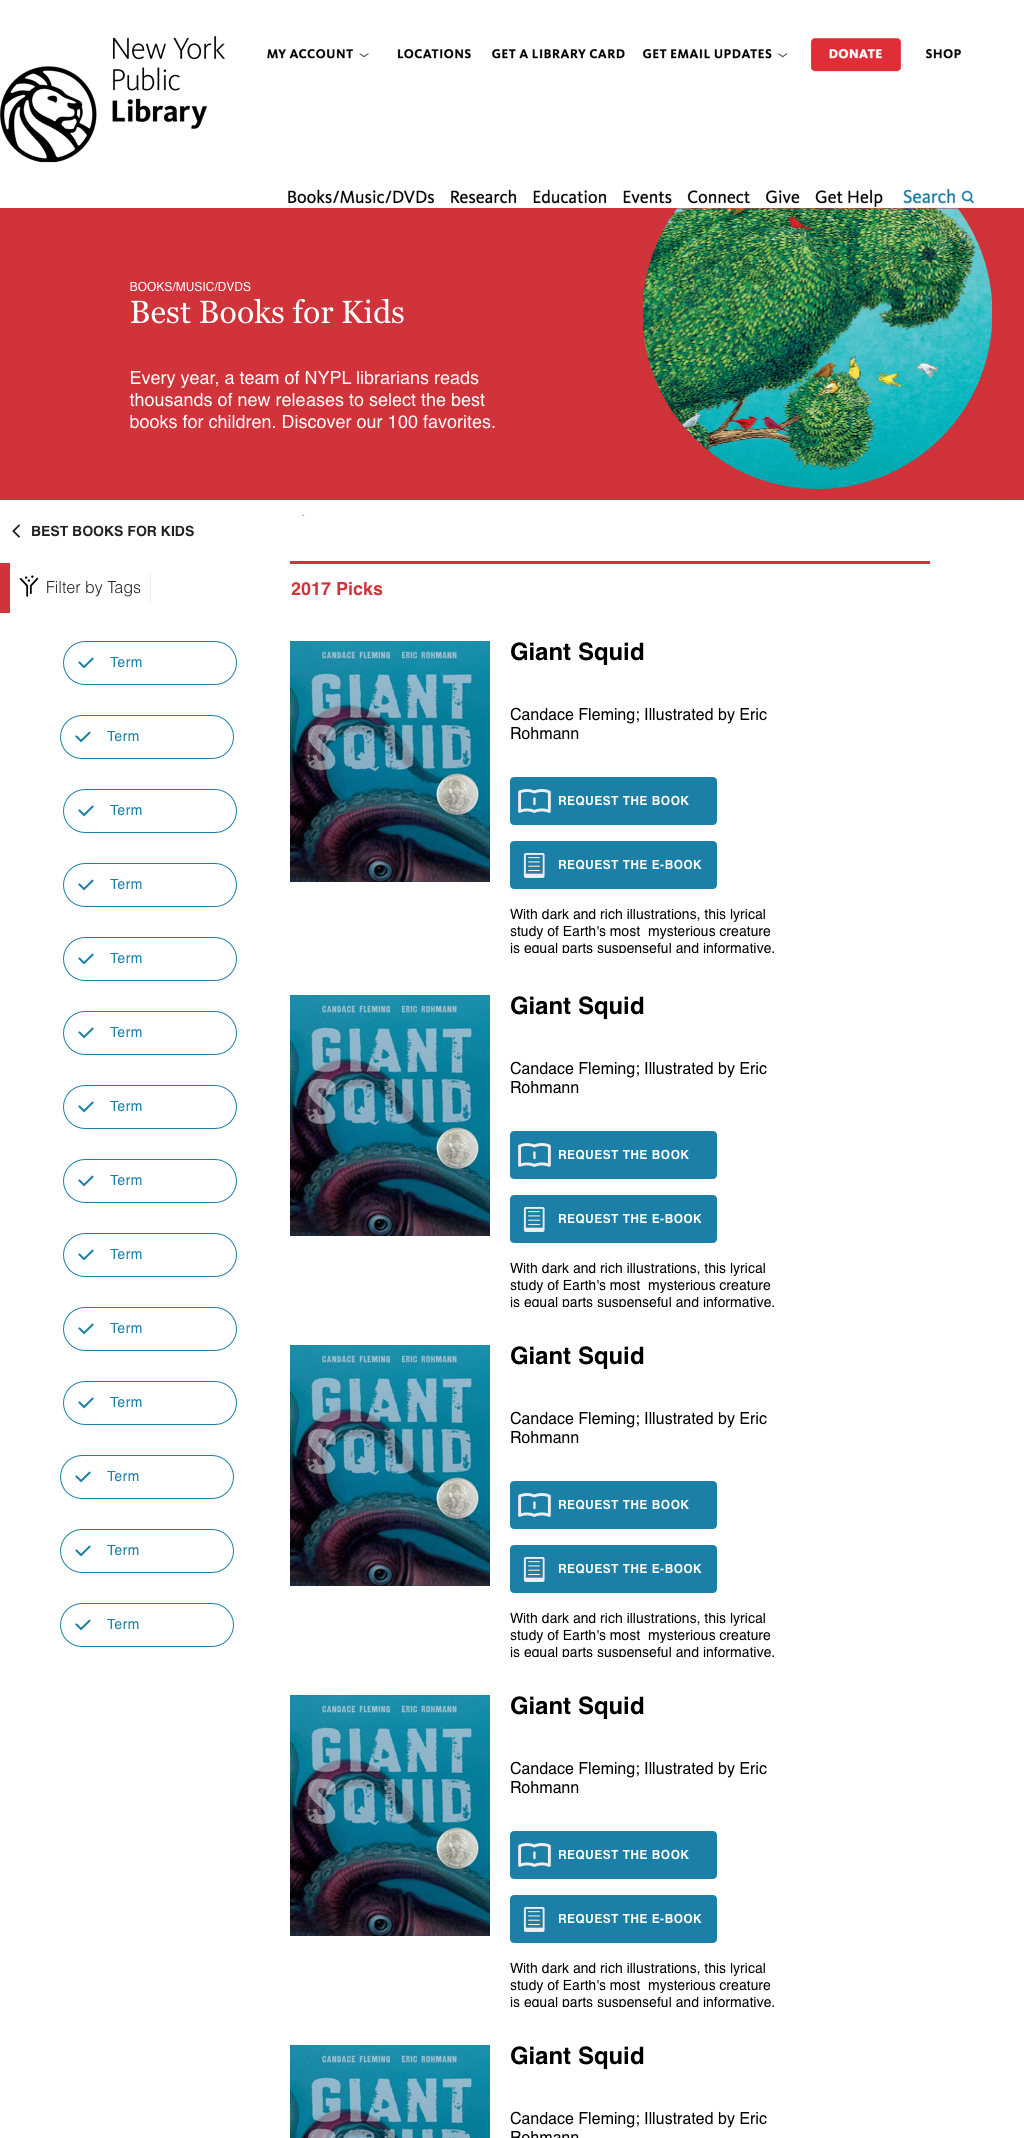 New York
Public
Library
MY ACCOUNT LOCATIONS GET A LIBRARY CARD GET EMAIL UPDATES DONATE SHOP
Books/Music/DVDs Research Education Events Connect Give Get Help Search
BOOKS/MUSIC/DVDS
Best Books for Kids
Every year, a team of NYPL librarians reads
thousands of new releases to select the best
books for children. Discover our 100 favorites.
BEST BOOKS FOR KIDS
Filter by Tags
Term
Term
Term
Term
Term
Term
Term
Term
Term
Term
Term
Term
Term
Term
2017 Picks
CANDACE FLEMING ERIC ROHMANN
GIANT
SQUID
Giant Squid
Candace Fleming; Illustrated by Eric
Rohmann
REQUEST THE BOOK
REQUEST THE E-BOOK
With dark and rich illustrations, this lyrical
study of Earth's most mysterious creature
is equal parts suspenseful and informative.
CANDACE FLEMING ERIC ROHMANN
GIANT
SQUID
Giant Squid
Candace Fleming; Illustrated by Eric
Rohmann
REQUEST THE BOOK
REQUEST THE E-BOOK
With dark and rich illustrations, this lyrical
study of Earth's most mysterious creature
is equal parts suspenseful and informative.
CANDACE FLEMING ERIC ROHMANN
GIANT
SQUID
Giant Squid
Candace Fleming; Illustrated by Eric
Rohmann
REQUEST THE BOOK
REQUEST THE E-BOOK
With dark and rich illustrations, this lyrical
study of Earth's most mysterious creature
is equal parts suspenseful and informative.
CANDACE FLEMING ERIC ROHMANN
GIANT
SQUID
Giant Squid
Candace Fleming; Illustrated by Eric
Rohmann
REQUEST THE BOOK
REQUEST THE E-BOOK
With dark and rich illustrations, this lyrical
study of Earth's most mysterious creature
is equal parts suspenseful and informative.
CANDACE FLEMING ERIC ROHMANN
GIANT
SQUID
Giant Squid
Candace Fleming; Illustrated by Eric
Rohmann